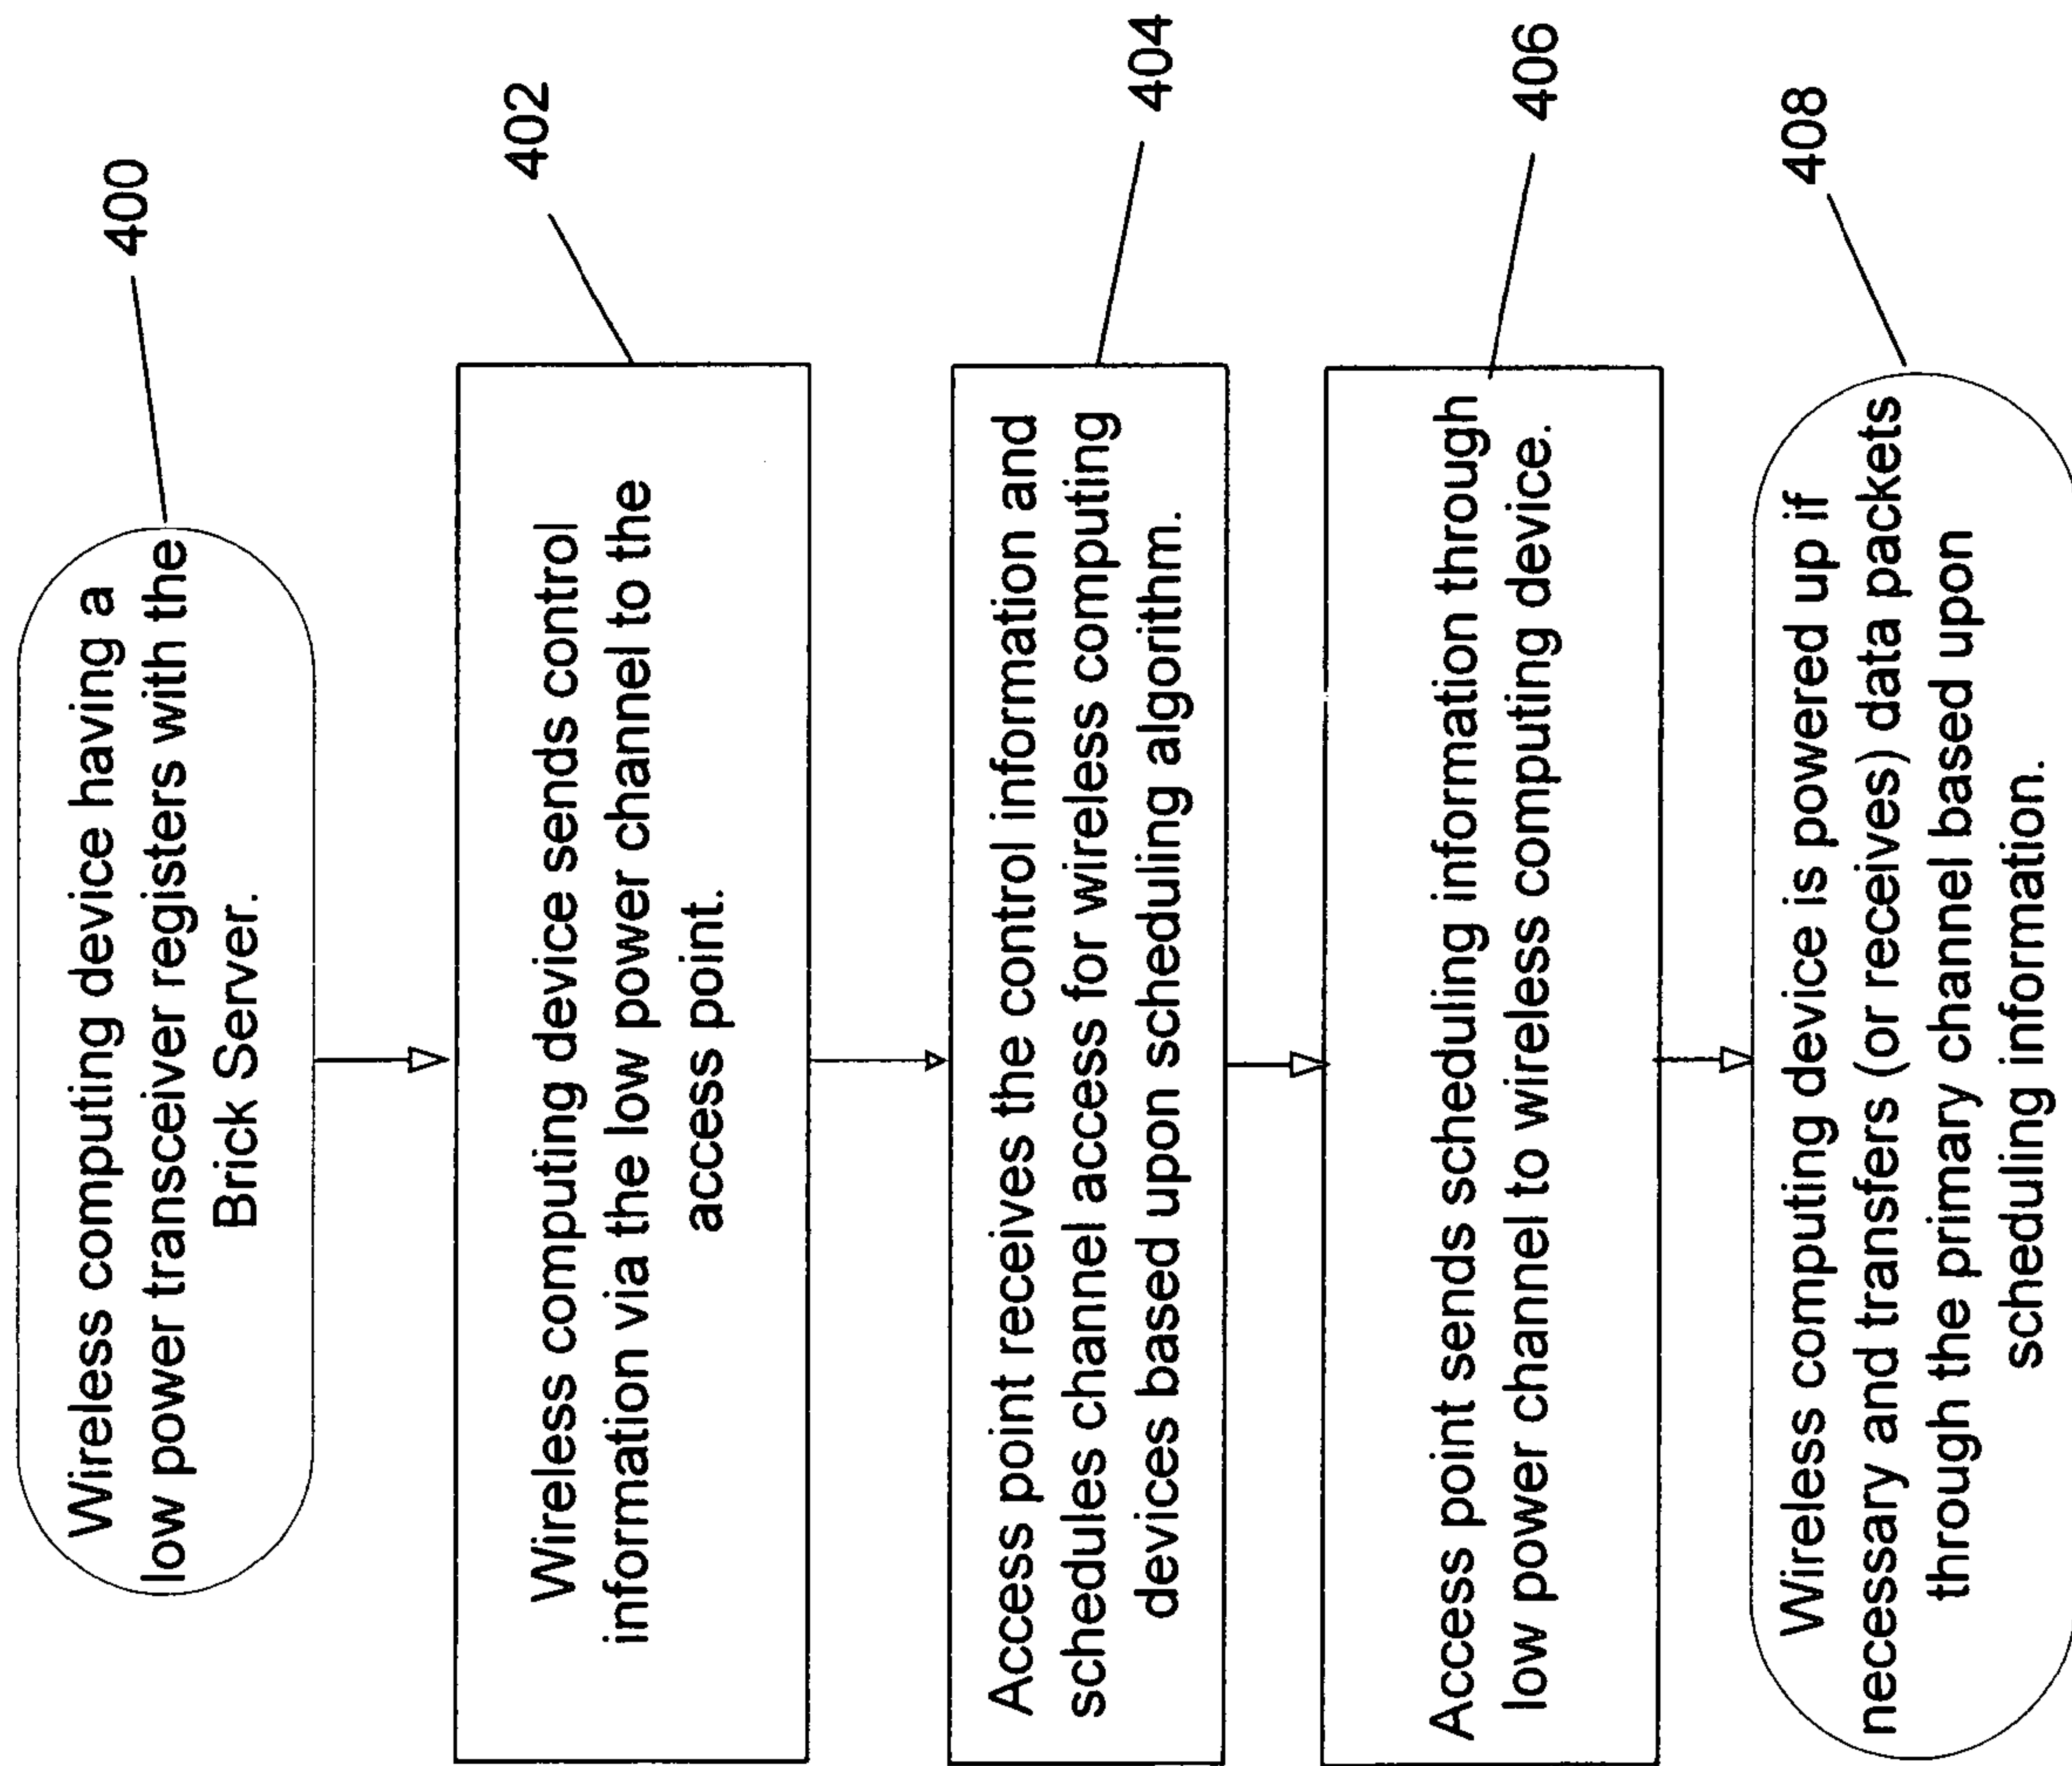 Wireless computing device having a
low power transceiver registers with the
Brick Server.
400
Wireless computing device sends control
information via the low power channel to the
access point.
402
Access point receives the control information and
schedules channel access for wireless computing
devices based upon scheduling algorithm.
404
Access point sends scheduling information through
low power channel to wireless computing device.
406
Wireless computing device is powered up if
necessary and transfers (or receives) data packets
through the primary channel based upon
scheduling information.
408